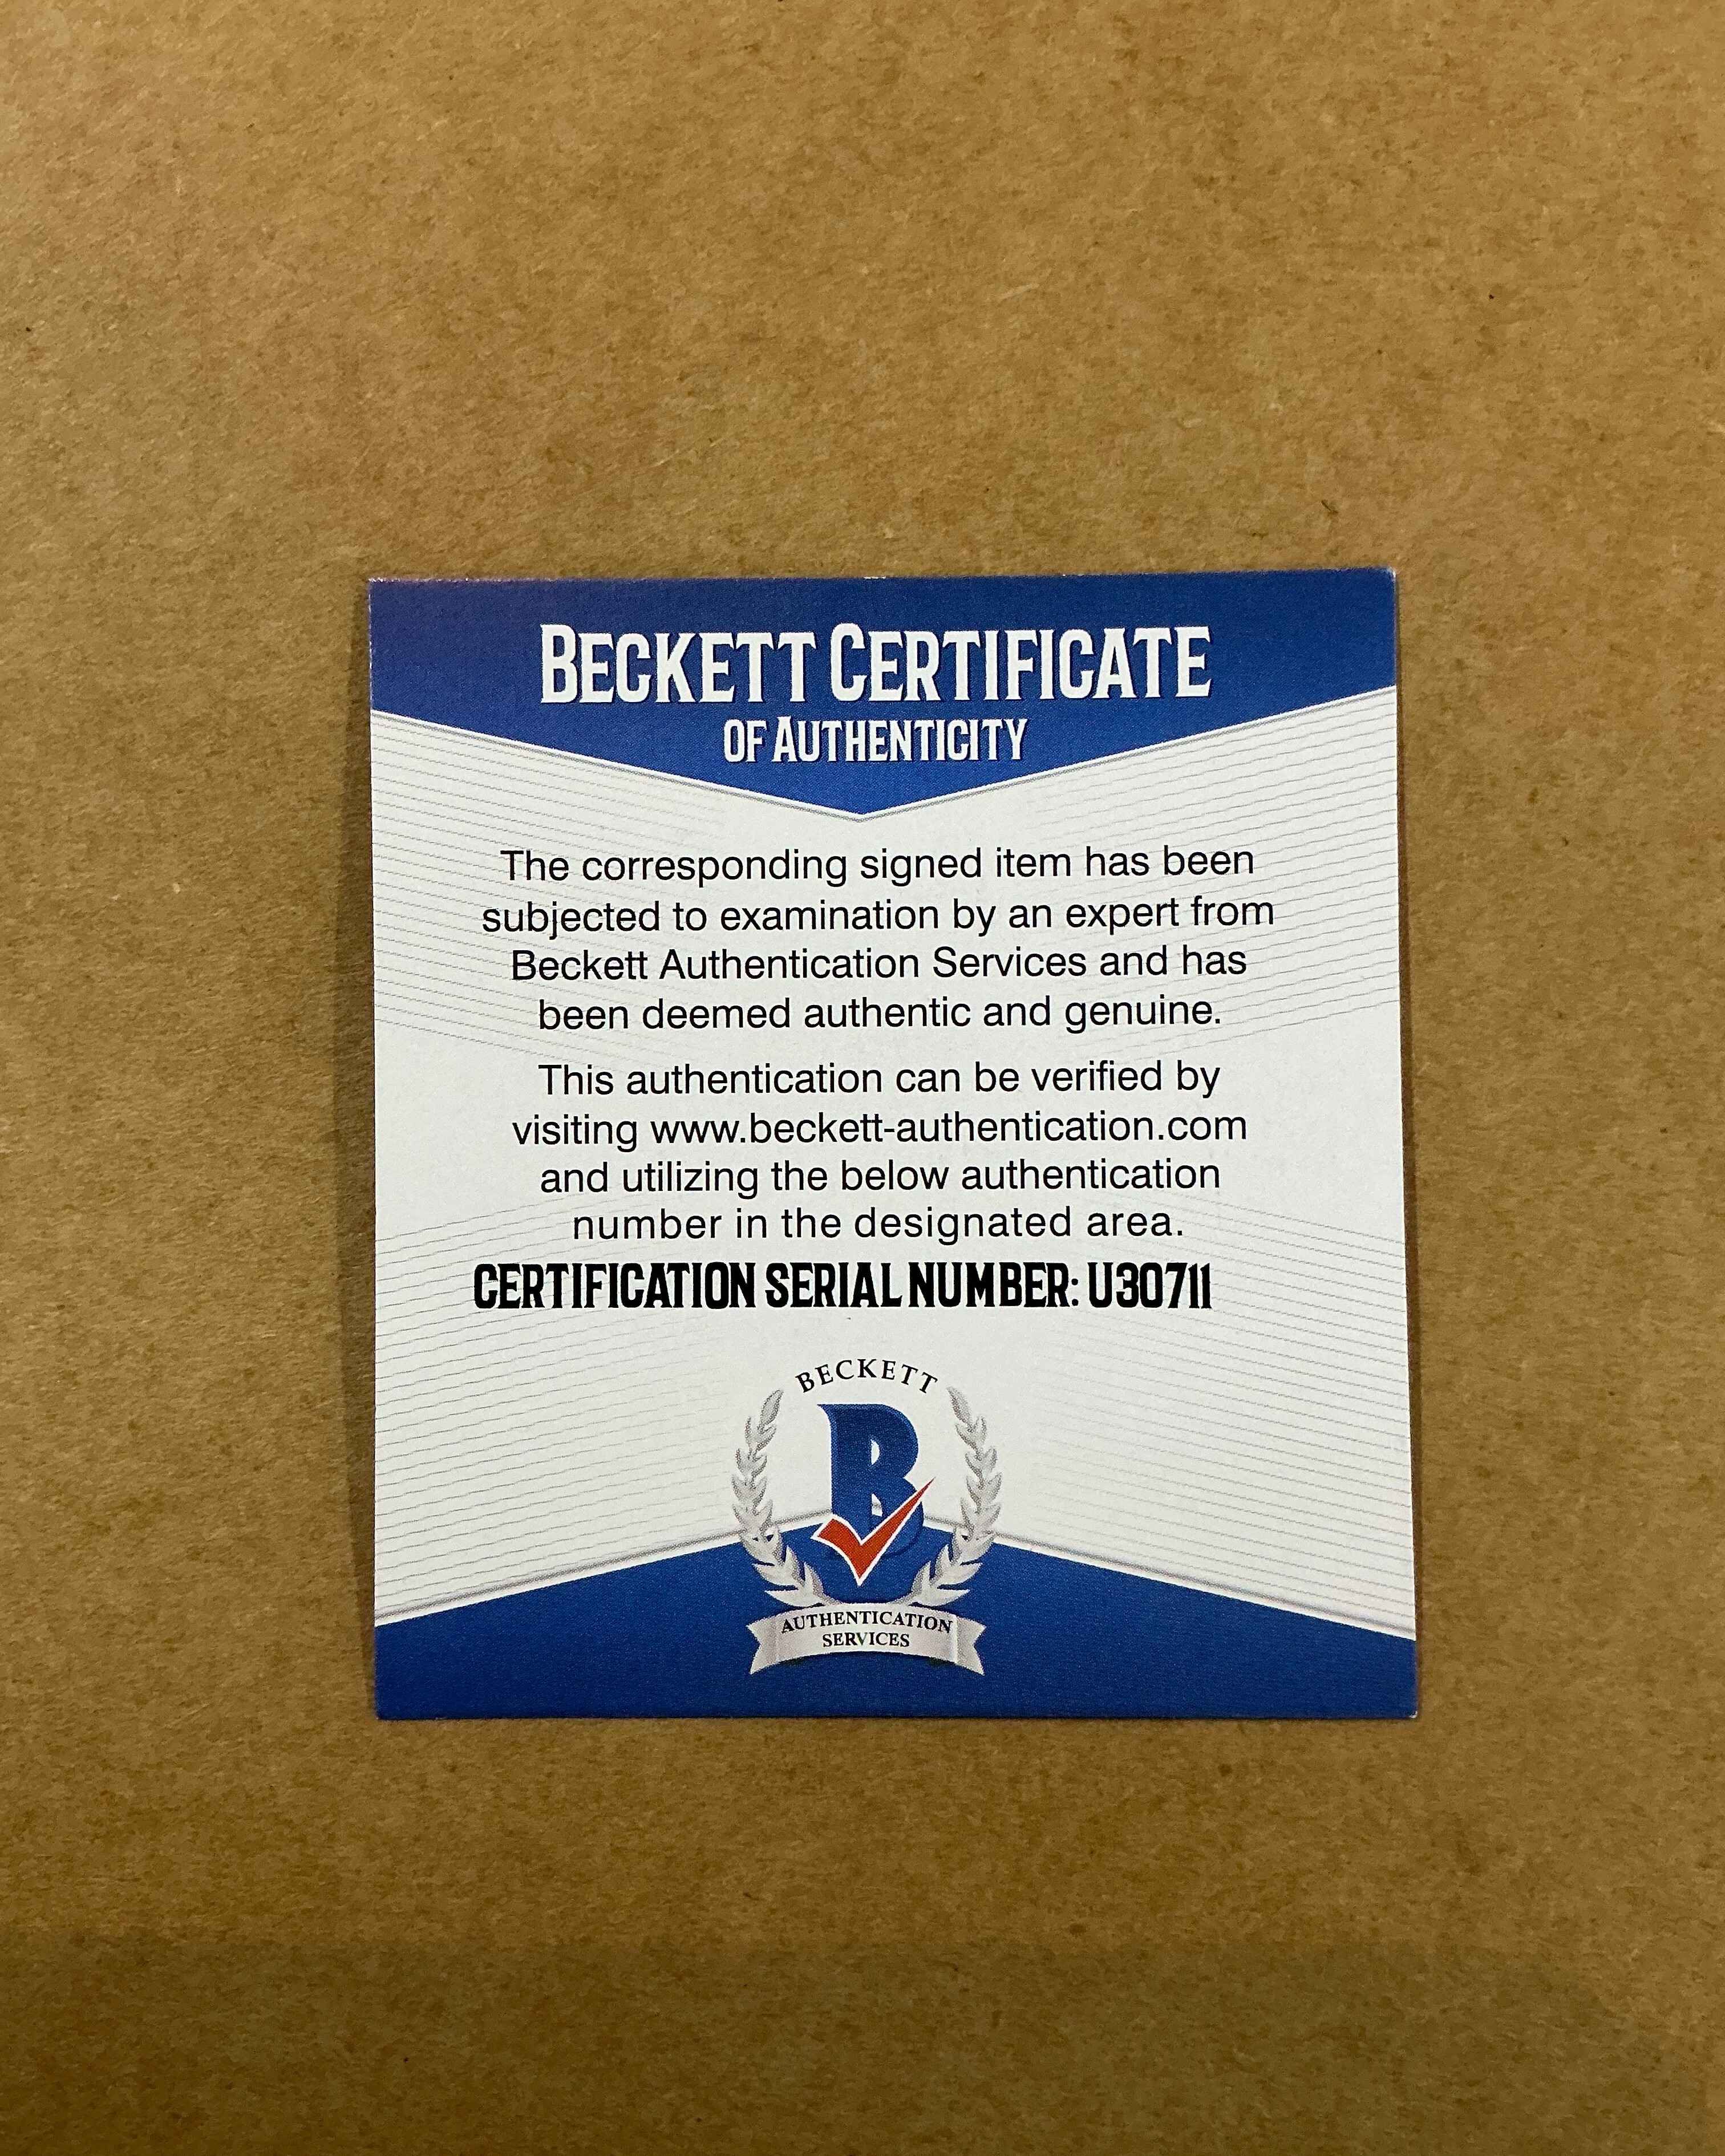 BECKETT CERTIFICATE
OF AUTHENTICITY
The corresponding signed item has been
subjected to examination by an expert from
Beckett Authentication Services and has
been deemed authentic and genuine.
This authentication can be verified by
visiting www.beckett-authentication.com
and utilizing the below authentication
number in the designated area.
CERTIFICATION SERIAL NUMBER: U30711
BECKETT
B
AUTHENTICATION
SERVICES